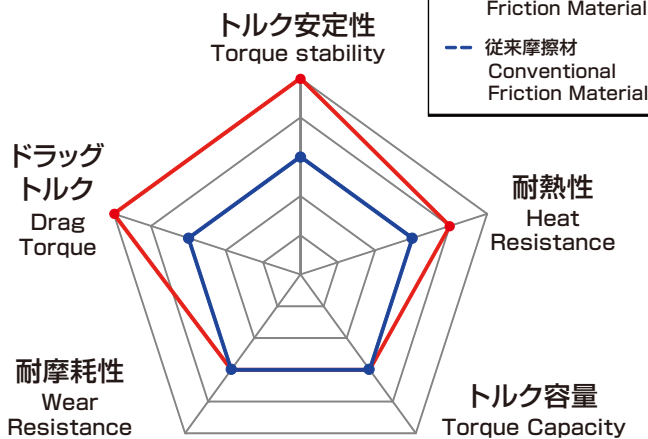 Friction Material
従来摩擦材
Conventional
Friction Material
トルク安定性
Torque stability
ドラッグ
トルク
Drag
Torque
耐熱性
Heat
Resistance
耐摩耗性
Wear
Resistance
トルク容量
Torque Capacity